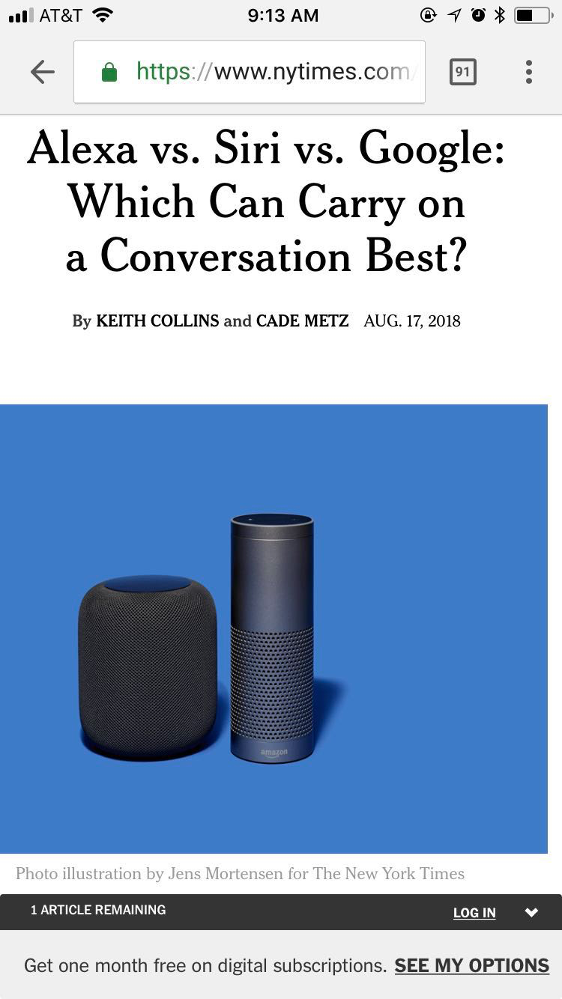 AT&T 9:13 AM
https://www.nytimes.com/ 91
Alexa vs. Siri vs. Google:
Which Can Carry on
a Conversation Best?
By KEITH COLLINS and CADE METZ AUG. 17, 2018
amazon
Photo illustration by Jens Mortensen for The New York Times
1 ARTICLE REMAINING LOG IN
Get one month free on digital subscriptions. SEE MY OPTIONS